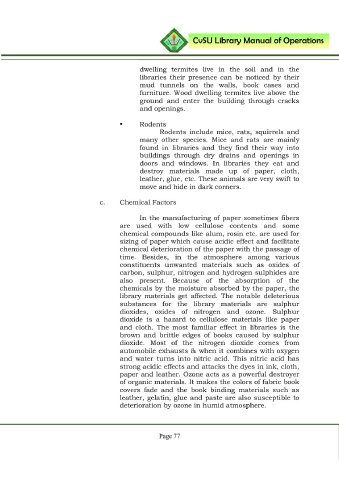 CvSU Library Manual of Operations
dwelling termites live in the soil and in the
libraries their presence can be noticed by their
mud tunnels on the walls, book cases and
furniture. Wood dwelling termites live above the
ground and enter the building through cracks
and openings.
▪ Rodents
Rodents include mice, rats, squirrels and
many other species. Mice and rats are mainly
found in libraries and they find their way into
buildings through dry drains and openings in
doors and windows. In libraries they eat and
destroy materials made up of paper, cloth,
leather, glue, etc. These animals are very swift to
move and hide in dark corners.
c. Chemical Factors
In the manufacturing of paper sometimes fibers
are used with low cellulose contents and some
chemical compounds like alum, rosin etc. are used for
sizing of paper which cause acidic effect and facilitate
chemical deterioration of the paper with the passage of
time. Besides, in the atmosphere among various
constituents unwanted materials such as oxides of
carbon, sulphur, nitrogen and hydrogen sulphides are
also present. Because of the absorption of the
chemicals by the moisture absorbed by the paper, the
library materials get affected. The notable deleterious
substances for the library materials are sulphur
dioxides, oxides of nitrogen and ozone. Sulphur
dioxide is a hazard to cellulose materials like paper
and cloth. The most familiar effect in libraries is the
brown and brittle edges of books caused by sulphur
dioxide. Most of the nitrogen dioxide comes from
automobile exhausts & when it combines with oxygen
and water turns into nitric acid. This nitric acid has
strong acidic effects and attacks the dyes in ink, cloth,
paper and leather. Ozone acts as a powerful destroyer
of organic materials. It makes the colors of fabric book
covers fade and the book binding materials such as
leather, gelatin, glue and paste are also susceptible to
deterioration by ozone in humid atmosphere.
Page 77